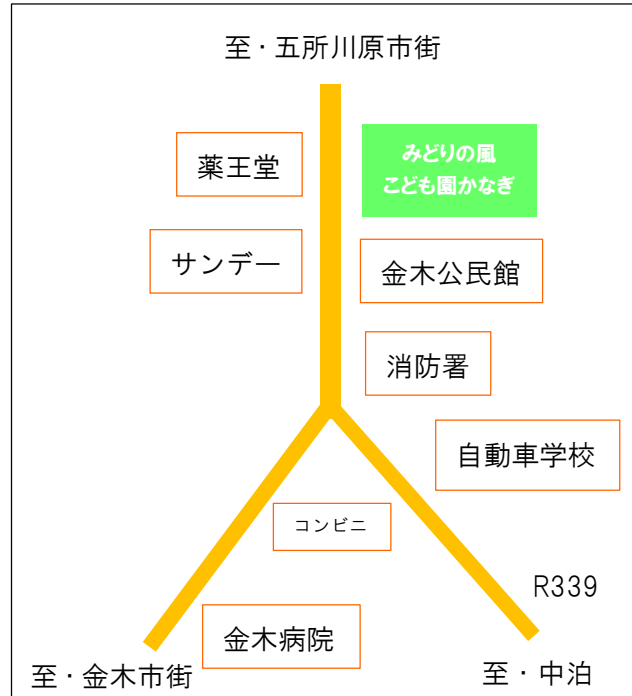 至・五所川原市街
薬王堂
みどりの風
こども園かなぎ
サンデー
金木公民館
消防署
自動車学校
コンビニ
R339
金木病院
至・金木市街
至・中泊